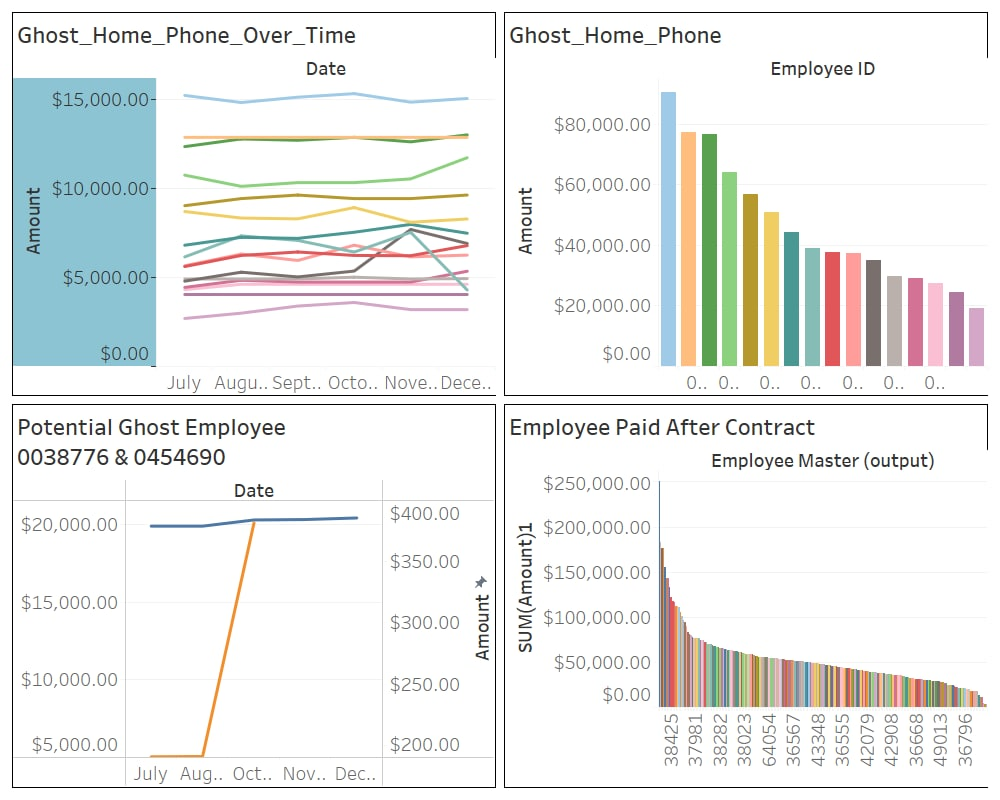 Ghost_Home_Phone_Over_Time
Date
Amount
$15,000.00
$10,000.00
$5,000.00
$0.00
July Augu.. Sept.. Octo.. Nove.. Dece..
Ghost_Home_Phone
Employee ID
Amount
$80,000.00
$60,000.00
$40,000.00
$20,000.00
$0.00
0.. 0.. 0.. 0.. 0.. 0.. 0..
Potential Ghost Employee
0038776 & 0454690
Date
$20,000.00
$15,000.00
$10,000.00
$5,000.00
$400.00
$350.00
$300.00
$250.00
$200.00
Amount
July Aug.. Oct.. Nov.. Dec..
Employee Paid After Contract
Employee Master (output)
SUM(Amount)1
$250,000.00
$200,000.00
$150,000.00
$100,000.00
$50,000.00
$0.00
38425
37981
38282
38023
64054
36567
43348
36555
42079
42908
36668
49013
36796